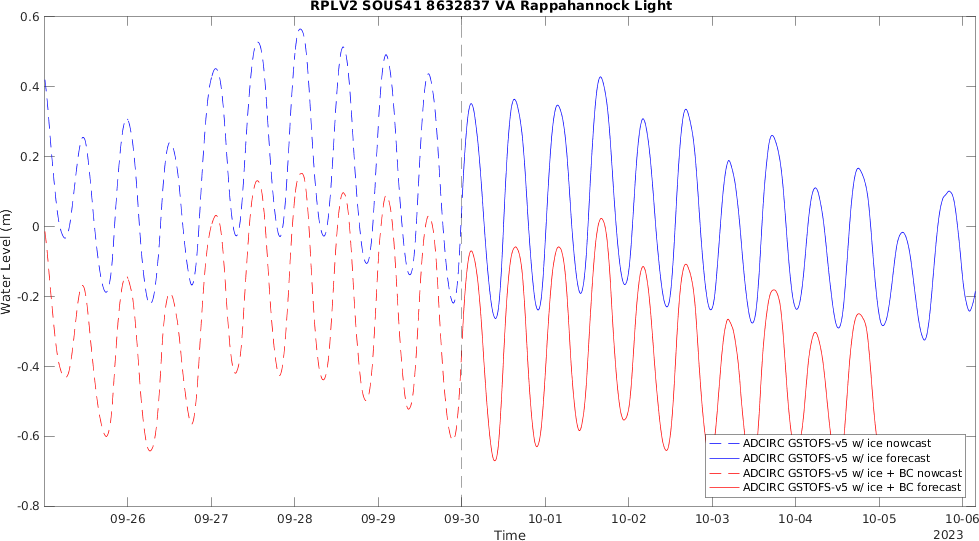 RPLV2 SOUS41 8632837 VA Rappahannock Light
Water Level (m)
0.6
0.4
0.2
0
-0.2
-0.4
-0.6
-0.8
ADCIRC GSTOFS-v5 w/ ice nowcast
ADCIRC GSTOFS-v5 w/ ice forecast
ADCIRC GSTOFS-v5 w/ ice + BC nowcast
ADCIRC GSTOFS-v5 w/ ice + BC forecast
09-26 09-27 09-28 09-29 09-30 10-01 10-02 10-03 10-04 10-05 10-06
Time
2023